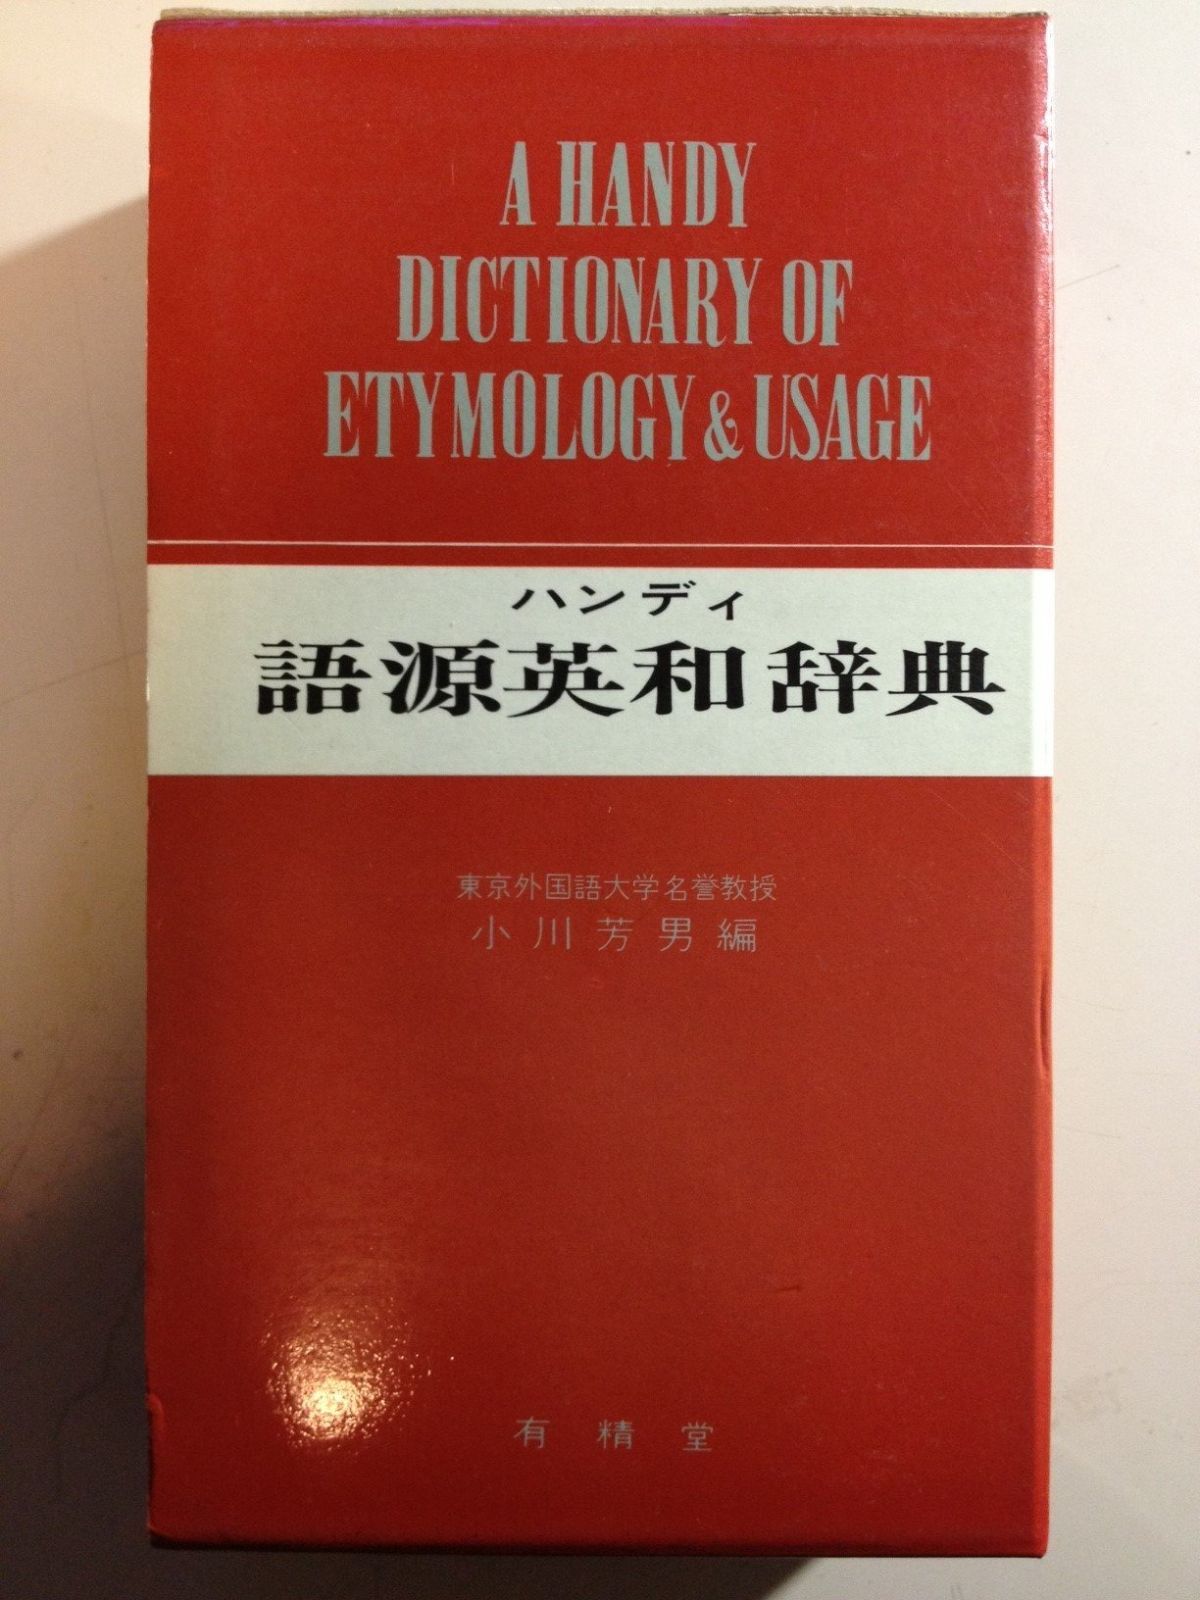 A HANDY
DICTIONARY OF
ETYMOLOGY & USAGE
ハンディ
語源英和辞典
東京外国語大学名誉教授
小川芳男編
有精堂